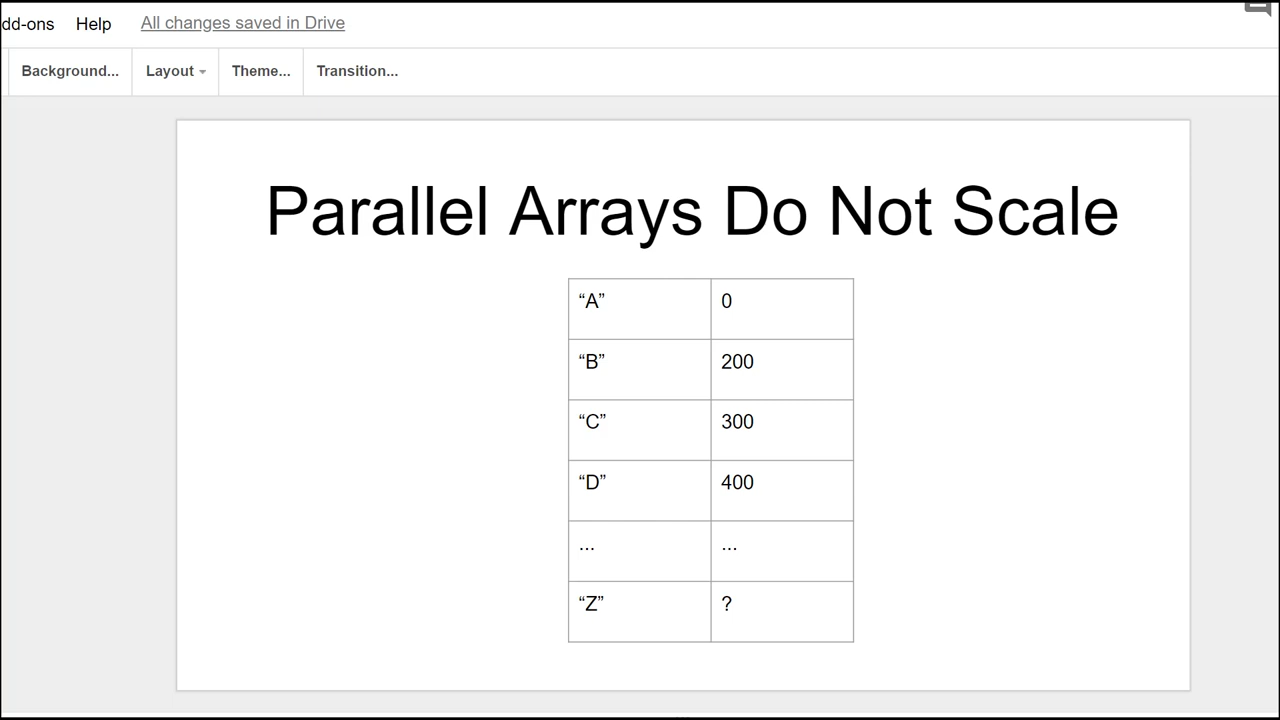 dd-ons Help All changes saved in Drive
Background... Layout Theme... Transition...
Parallel Arrays Do Not Scale
“A” 0
“B” 200
“C” 300
“D” 400
... ...
“Z” ?